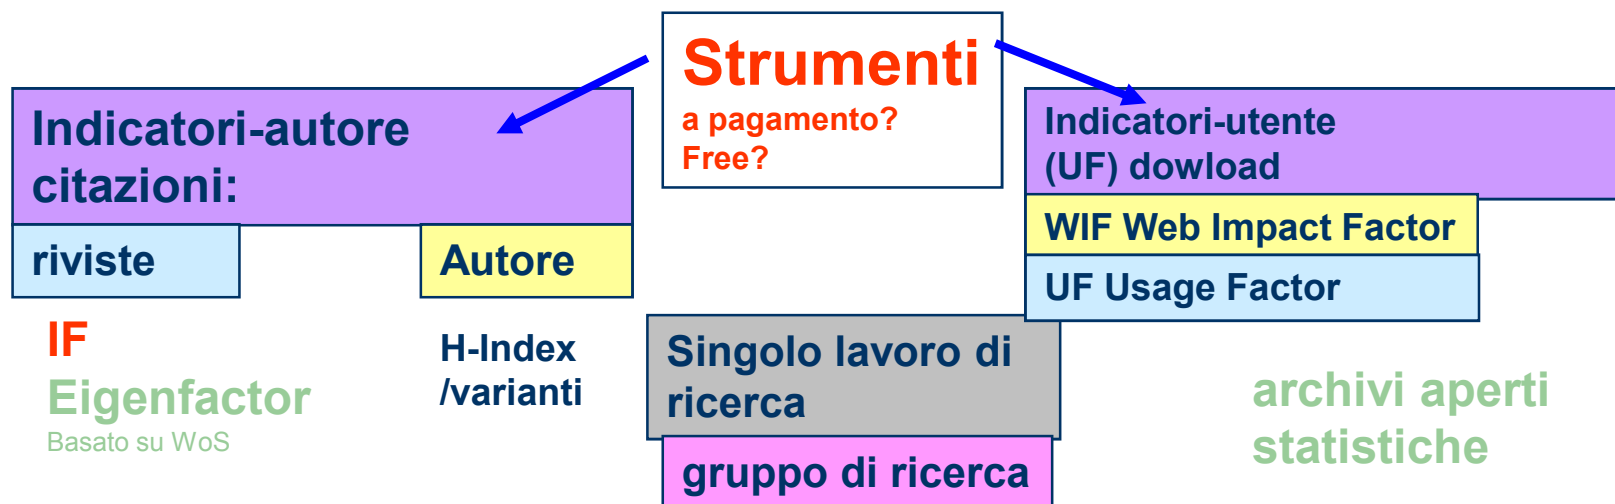 Strumenti
a pagamento?
Free?
Indicatori-autore
citazioni:
riviste
Autore
IF
Eigenfactor
Basato su WoS
H-Index
/varianti
Singolo lavoro di
ricerca
gruppo di ricerca
Indicatori-utente
(UF) dowload
WIF Web Impact Factor
UF Usage Factor
archivi aperti
statistiche